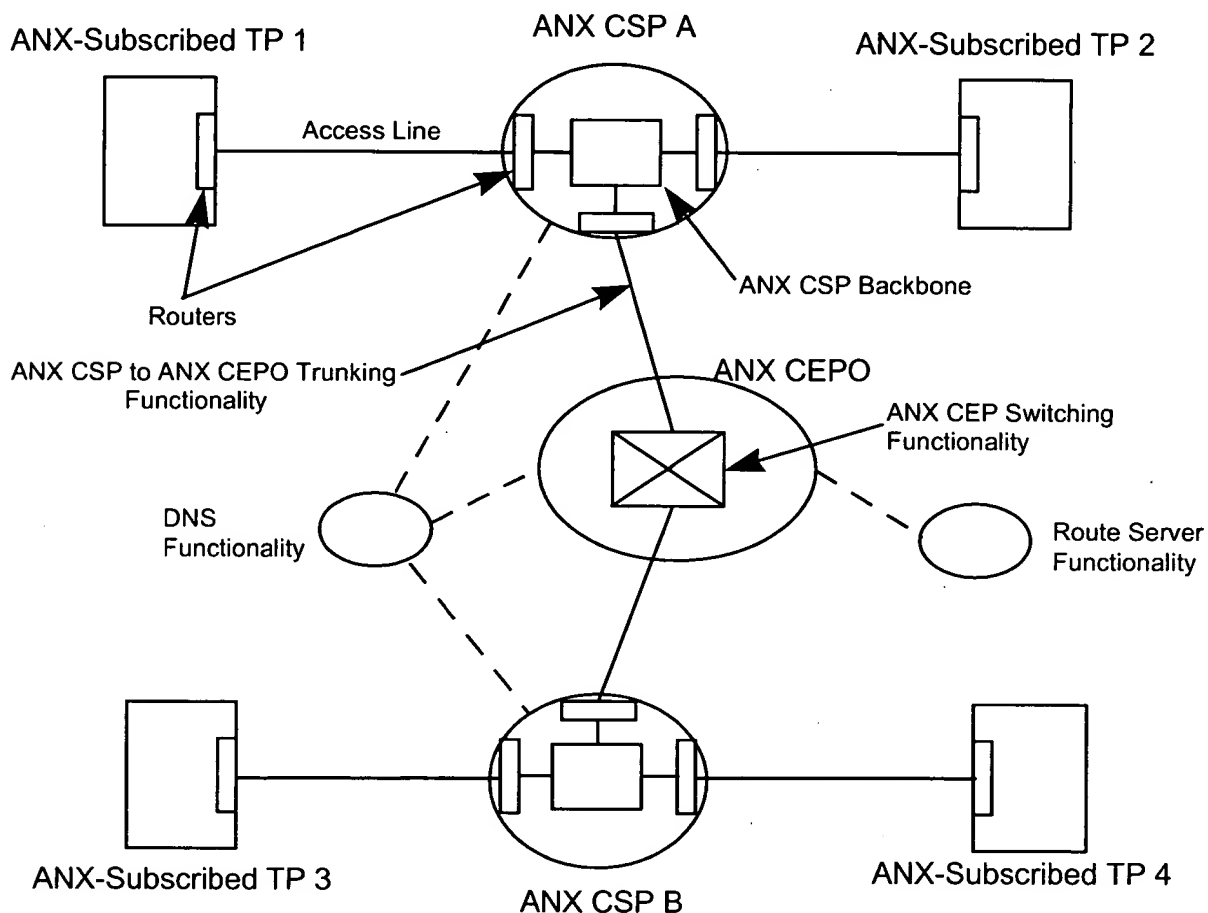 ANX CSP A
ANX-Subscribed TP 1
ANX-Subscribed TP 2
Access Line
ANX CSP Backbone
Routers
ANX CSP to ANX CEPO Trunking
Functionality
ANX CEPO
ANX CEP Switching
Functionality
DNS
Functionality
Route Server
Functionality
ANX-Subscribed TP 3
ANX-Subscribed TP 4
ANX CSP B